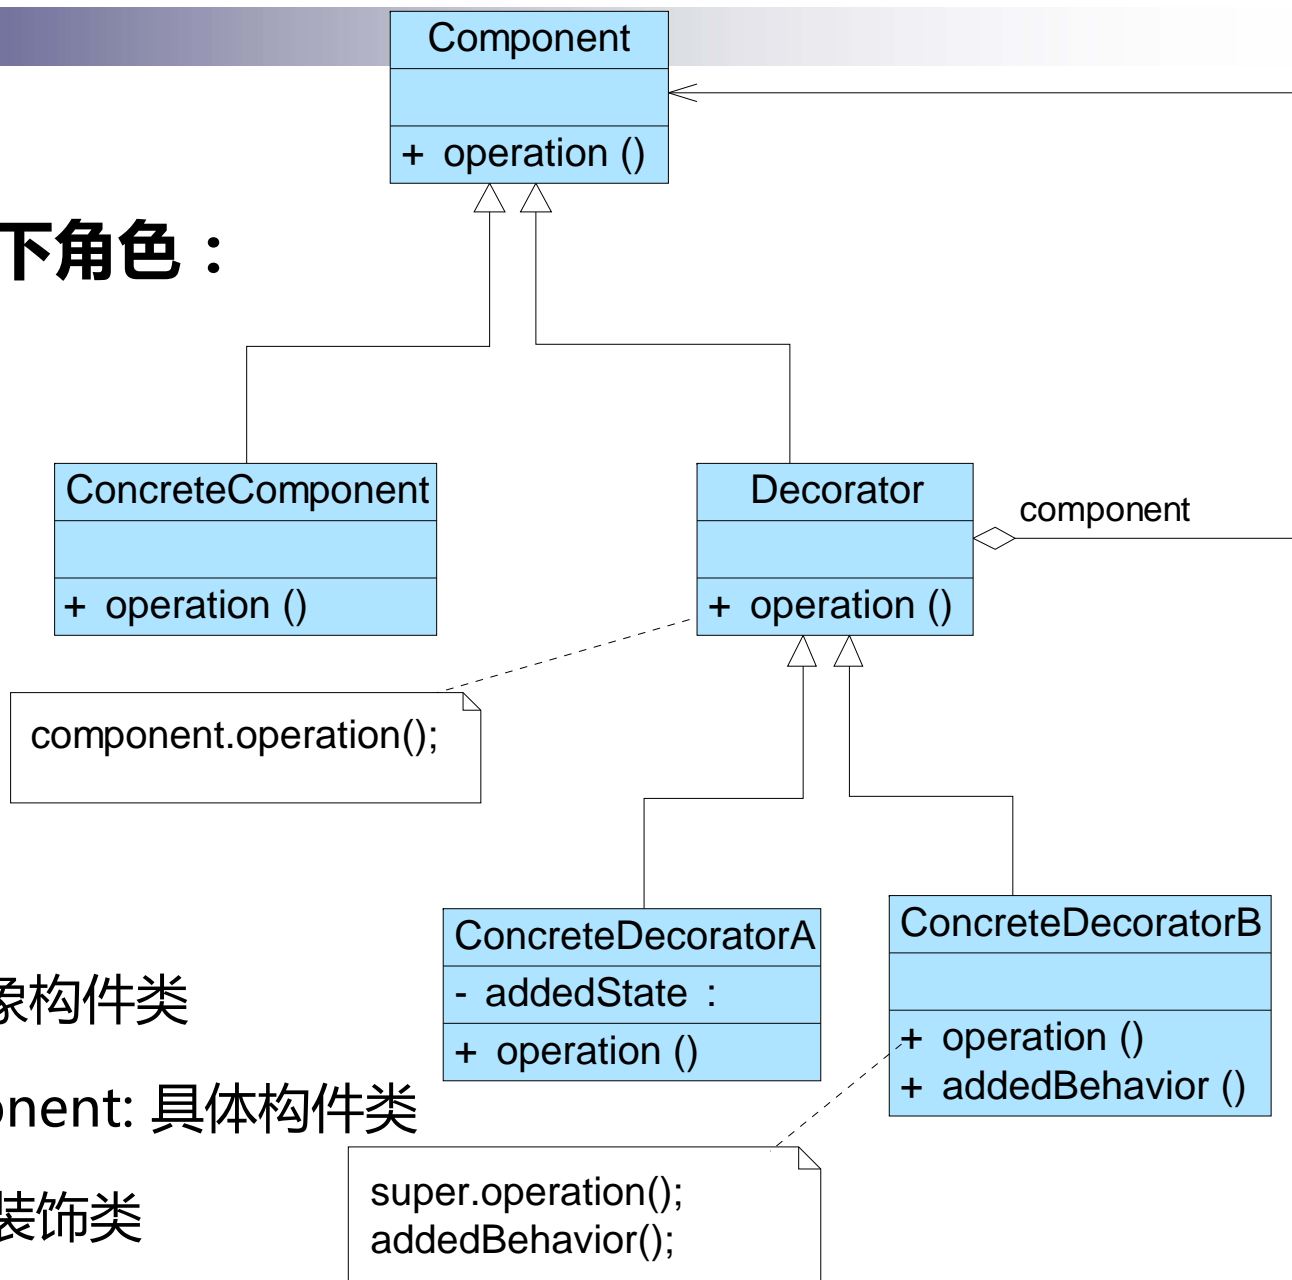 Component
+ operation ()
下角色：
ConcreteComponent
+ operation ()
Decorator
+ operation ()
component
component.operation();
ConcreteDecoratorA
- addedState :
+ operation ()
ConcreteDecoratorB
+ operation ()
+ addedBehavior ()
象构件类
onent: 具体构件类
装饰类
super.operation();
addedBehavior();